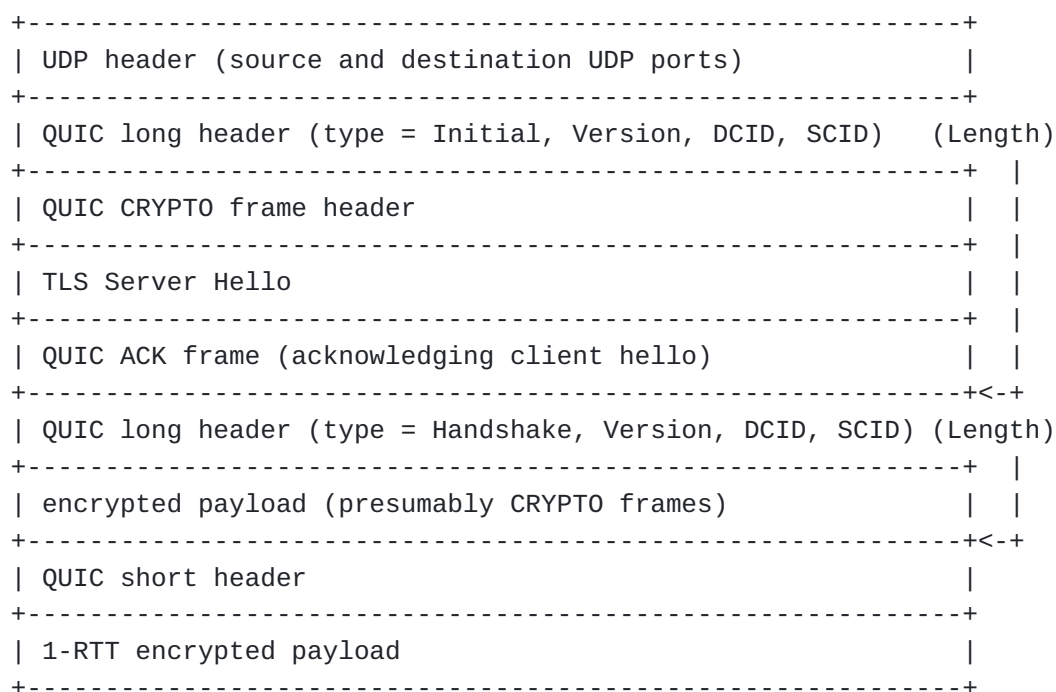 +------------------------------------------------------------+
| UDP header (source and destination UDP ports)              |
+------------------------------------------------------------+
| QUIC long header (type = Initial, Version, DCID, SCID)   (Length)
+------------------------------------------------------------+  |
| QUIC CRYPTO frame header                                   |  |
+------------------------------------------------------------+  |
| TLS Server Hello                                           |  |
+------------------------------------------------------------+  |
| QUIC ACK frame (acknowledging client hello)                |  |
+------------------------------------------------------------+<-+
| QUIC long header (type = Handshake, Version, DCID, SCID) (Length)
+------------------------------------------------------------+  |
| encrypted payload (presumably CRYPTO frames)               |  |
+------------------------------------------------------------+<-+
| QUIC short header                                          |
+------------------------------------------------------------+
| 1-RTT encrypted payload                                    |
+------------------------------------------------------------+